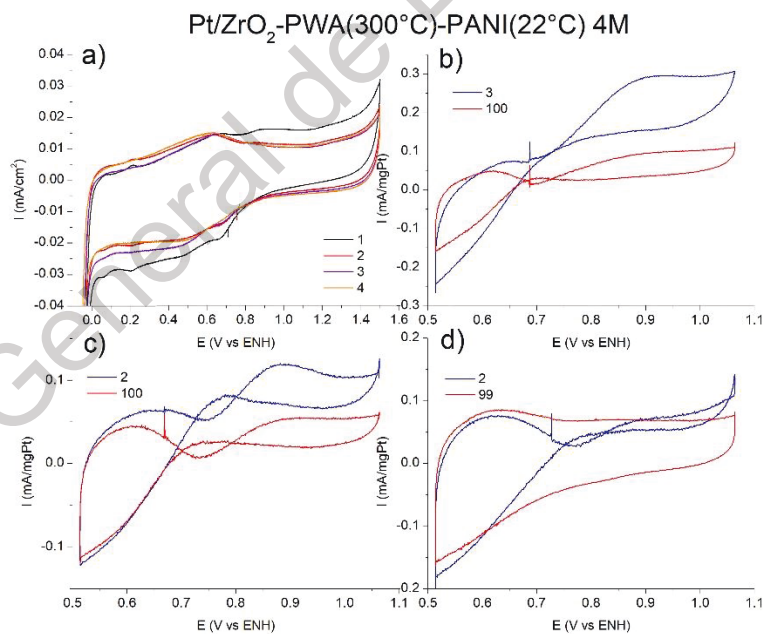 Pt/ZrO₂-PWA(300°C)-PANI(22°C) 4M
a)
0.04
0.03
0.02
0.01
0.00
-0.01
-0.02
-0.03
-0.04
I (mA/cm²)
0.0 0.2 0.4 0.6 0.8 1.0 1.2 1.4 1.6
E (V vs ENH)
1
2
3
4
b)
0.3
0.2
0.1
0.0
-0.1
-0.2
-0.3
I (mA/mgPt)
0.5 0.6 0.7 0.8 0.9 1.0 1.1
E (V vs ENH)
3
100
c)
0.1
0.0
-0.1
I (mA/mgPt)
0.5 0.6 0.7 0.8 0.9 1.0 1.1
E (V vs ENH)
2
100
d)
0.2
0.1
0.0
-0.1
0.2
I (mA/mgPt)
0.5 0.6 0.7 0.8 0.9 1.0 1.1
E (V vs ENH)
2
99
General de